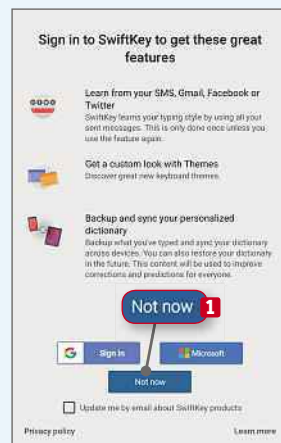 Sign in to SwiftKey to get these great
features
Learn from your SMS, Gmail, Facebook or
Twitter
SwiftKey learns your typing style by using all your
sent messages. This is only done once unless you
use the feature again.
Get a custom look with Themes
Discover great new keyboard themes.
Backup and sync your personalized
dictionary
Backup what you've typed and sync your dictionary
across devices. You can also restore your dictionary
in the future. This content will be used to improve
corrections and predictions for everyone.
Not now 1
G Sign in Microsoft
Not now
Update me by email about SwiftKey products
Privacy policy Learn more